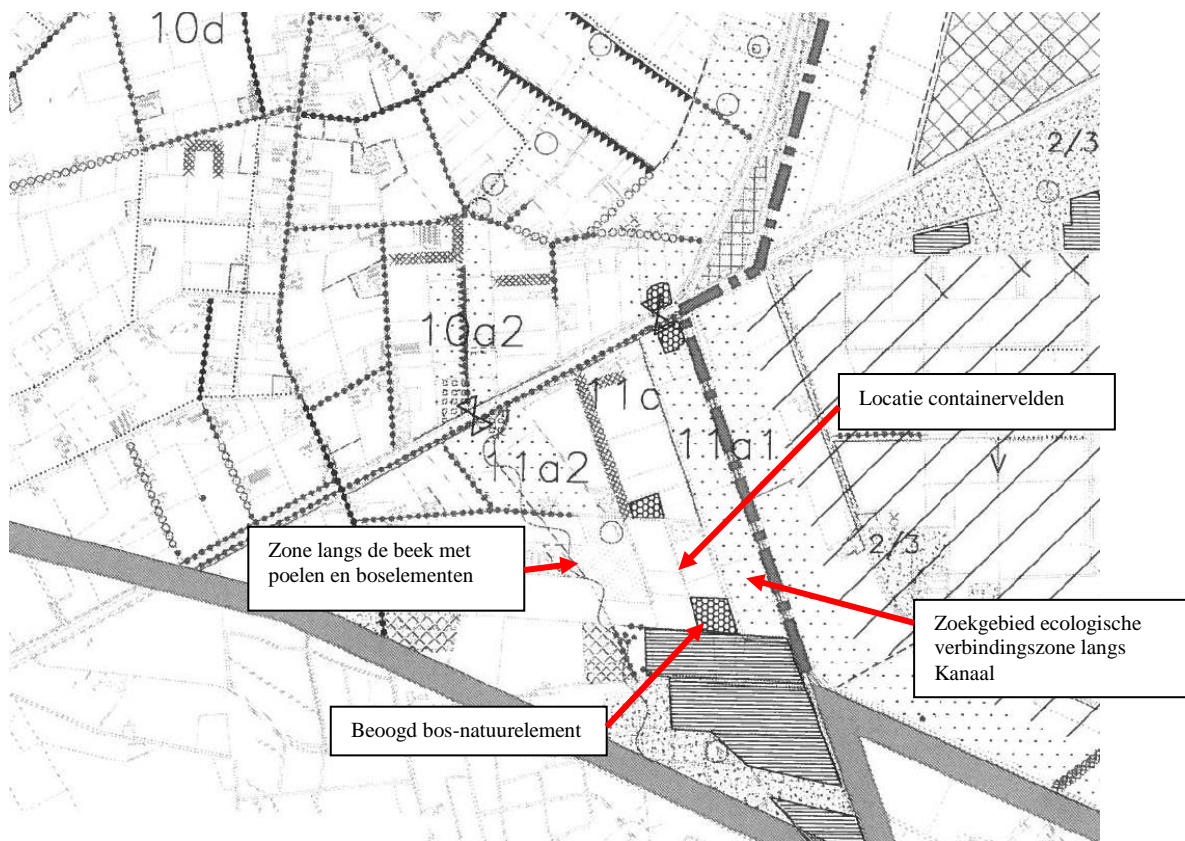 10d
2/3
10a2
11c
Locatie containervelden
11a1
11a2
Zone langs de beek met
poelen en boselementen
2/3
Zoekgebied ecologische
verbindingszone langs
Kanaal
Beoogd bos-natuurelement